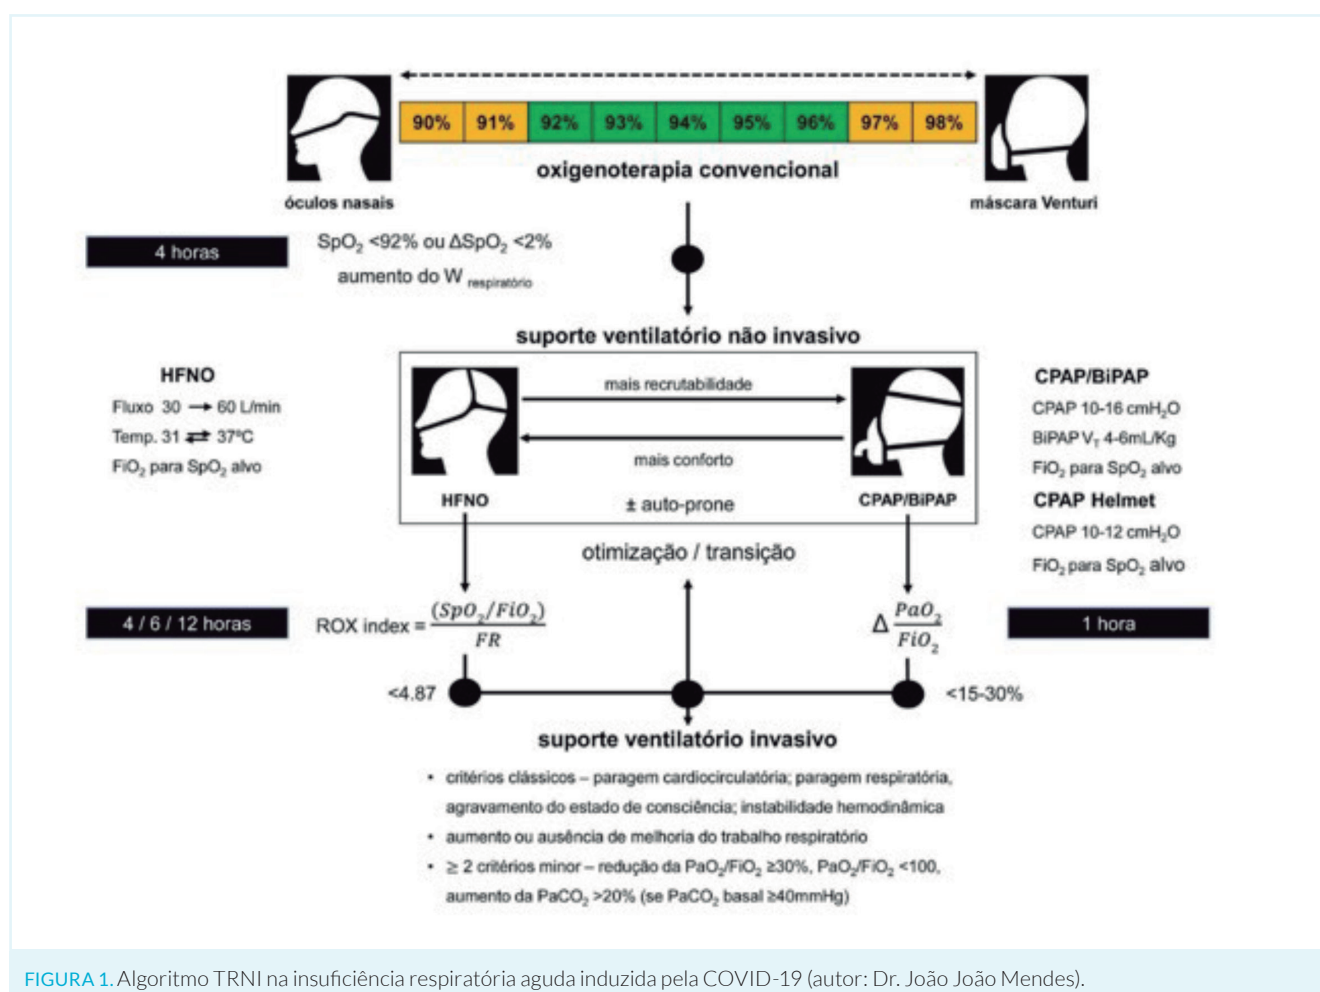 90% 91% 92% 93% 94% 95% 96% 97% 98%
oxigenoterapia convencional
óculos nasais
máscara Venturi
4 horas
SpO₂ <92% ou ΔSpO₂ <2%
aumento do W respiratório
suporte ventilatório não invasivo
HFNO
Fluxo 30 → 60 L/min
Temp. 31 ⇄ 37ºC
FiO₂ para SpO₂ alvo
mais recrutabilidade
mais conforto
HFNO
± auto-prone
CPAP/BiPAP
CPAP/BiPAP
CPAP 10-16 cmH₂O
BiPAP V_T 4-6mL/Kg
FiO₂ para SpO₂ alvo
CPAP Helmet
CPAP 10-12 cmH₂O
FiO₂ para SpO₂ alvo
otimização / transição
4 / 6 / 12 horas
ROX index = (SpO₂/FiO₂)
FR
Δ PaO₂
FiO₂
1 hora
<4.87
<15-30%
suporte ventilatório invasivo
• critérios clássicos – paragem cardiocirculatória; paragem respiratória,
agravamento do estado de consciência; instabilidade hemodinâmica
• aumento ou ausência de melhoria do trabalho respiratório
• ≥ 2 critérios minor – redução da PaO₂/FiO₂ ≥30%, PaO₂/FiO₂ <100,
aumento da PaCO₂ >20% (se PaCO₂ basal ≥40mmHg)
FIGURA 1. Algoritmo TRNI na insuficiência respiratória aguda induzida pela COVID-19 (autor: Dr. João João Mendes).